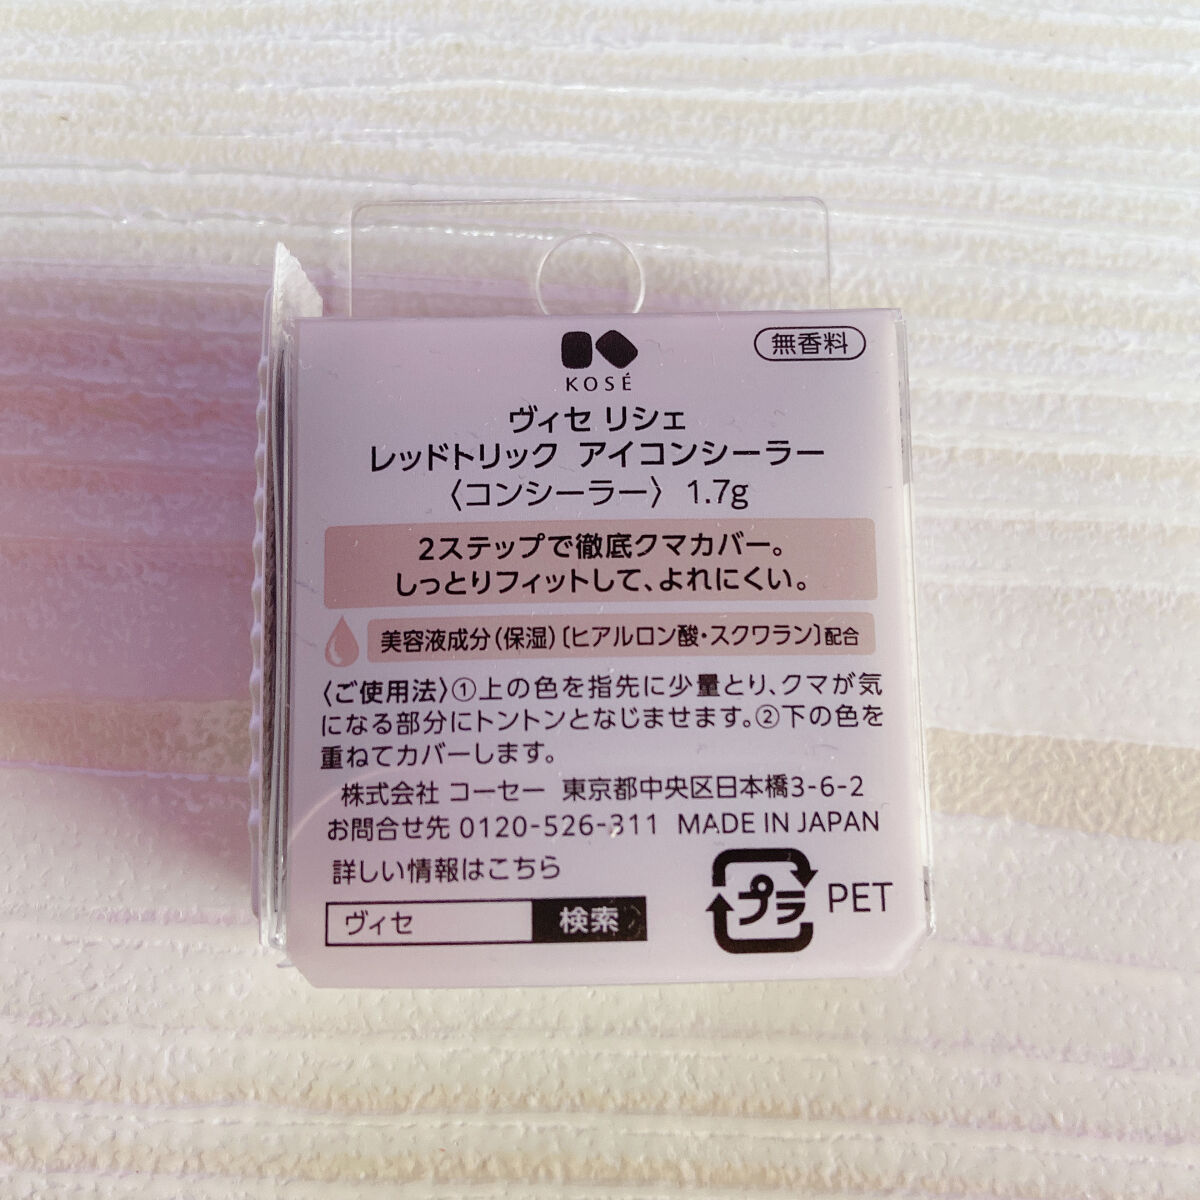 KOSÉ
無香料
ヴィセ リシェ
レッドトリック アイコンシーラー
〈コンシーラー〉 1.7g
2ステップで徹底クマカバー。
しっとりフィットして、よれにくい。
美容液成分(保湿)〔ヒアルロン酸・スクワラン〕配合
〈ご使用法〉①上の色を指先に少量とり、クマが気
になる部分にトントンとなじませます。②下の色を
重ねてカバーします。
株式会社 コーセー 東京都中央区日本橋3-6-2
お問合せ先 0120-526-311 MADE IN JAPAN
詳しい情報はこちら
ヴィセ 検索
プラ PET